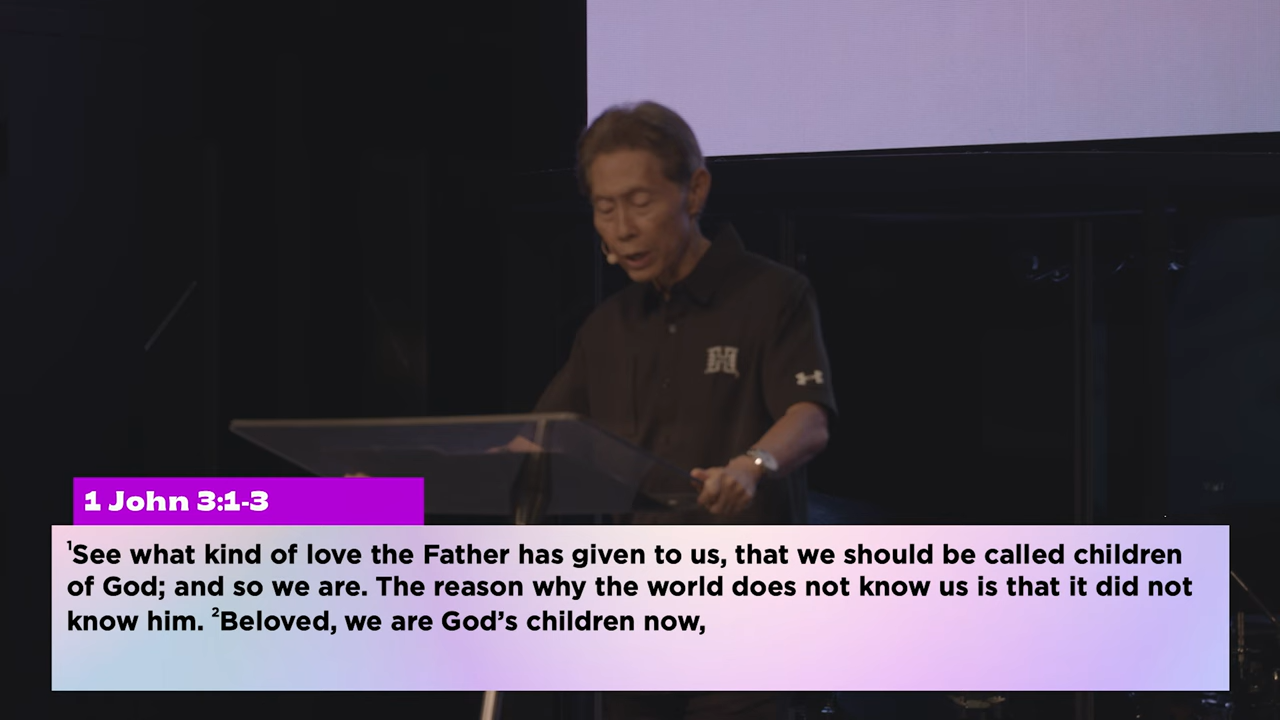 H
1 John 3:1-3
¹See what kind of love the Father has given to us, that we should be called children
of God; and so we are. The reason why the world does not know us is that it did not
know him. ²Beloved, we are God’s children now,